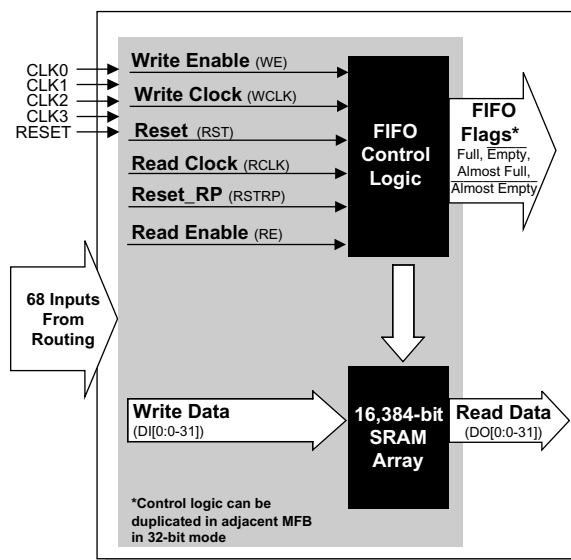 CLK0
CLK1
CLK2
CLK3
RESET
Write Enable (WE)
Write Clock (WCLK)
Reset (RST)
Read Clock (RCLK)
Reset_RP (RSTRP)
Read Enable (RE)
FIFO
Control
Logic
FIFO
Flags*
Full, Empty,
Almost Full,
Almost Empty
68 Inputs
From
Routing
Write Data
(DI[0:0-31])
16,384-bit
SRAM
Array
Read Data
(DO[0:0-31])
*Control logic can be
duplicated in adjacent MFB
in 32-bit mode